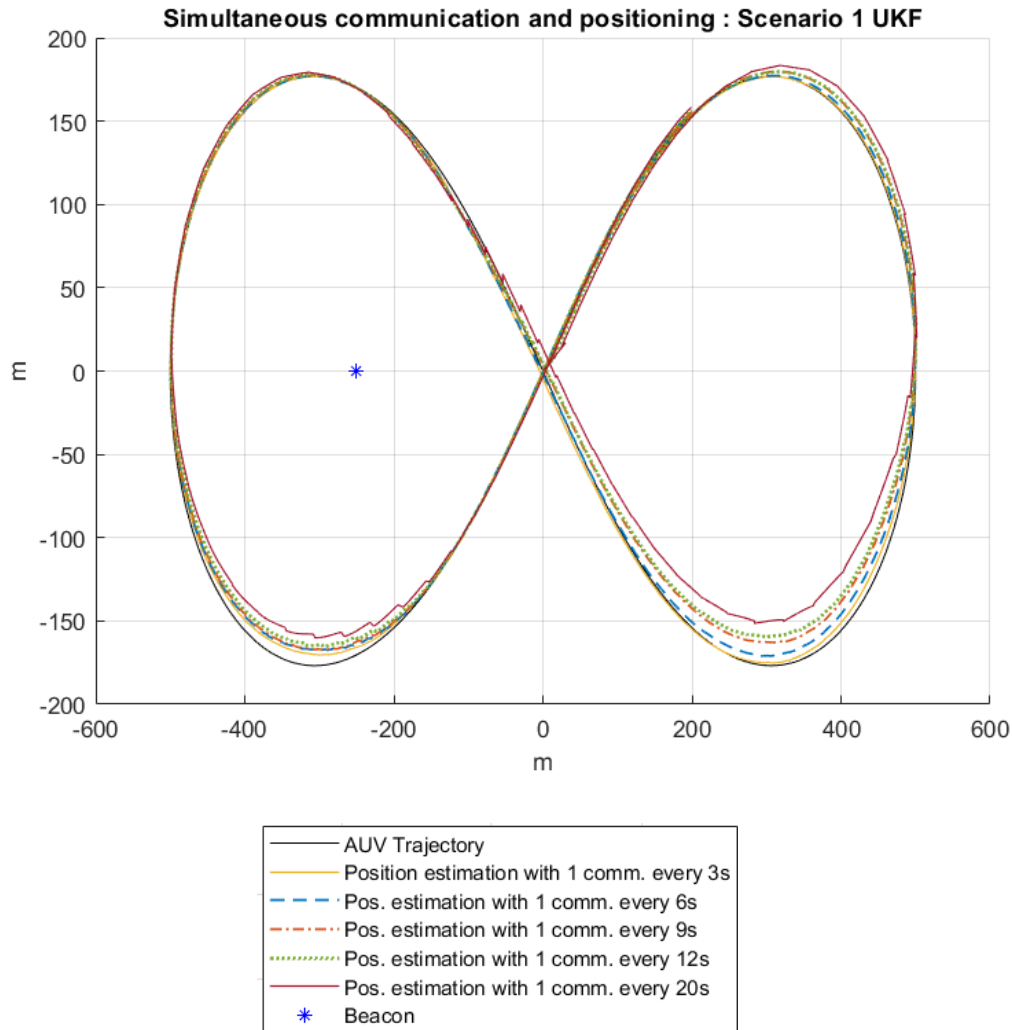 Simultaneous communication and positioning : Scenario 1 UKF
200
150
100
50
0
-50
-100
-150
-200
m
-600
-400
-200
0
200
400
600
m
AUV Trajectory
Position estimation with 1 comm. every 3s
Pos. estimation with 1 comm. every 6s
Pos. estimation with 1 comm. every 9s
Pos. estimation with 1 comm. every 12s
Pos. estimation with 1 comm. every 20s
Beacon